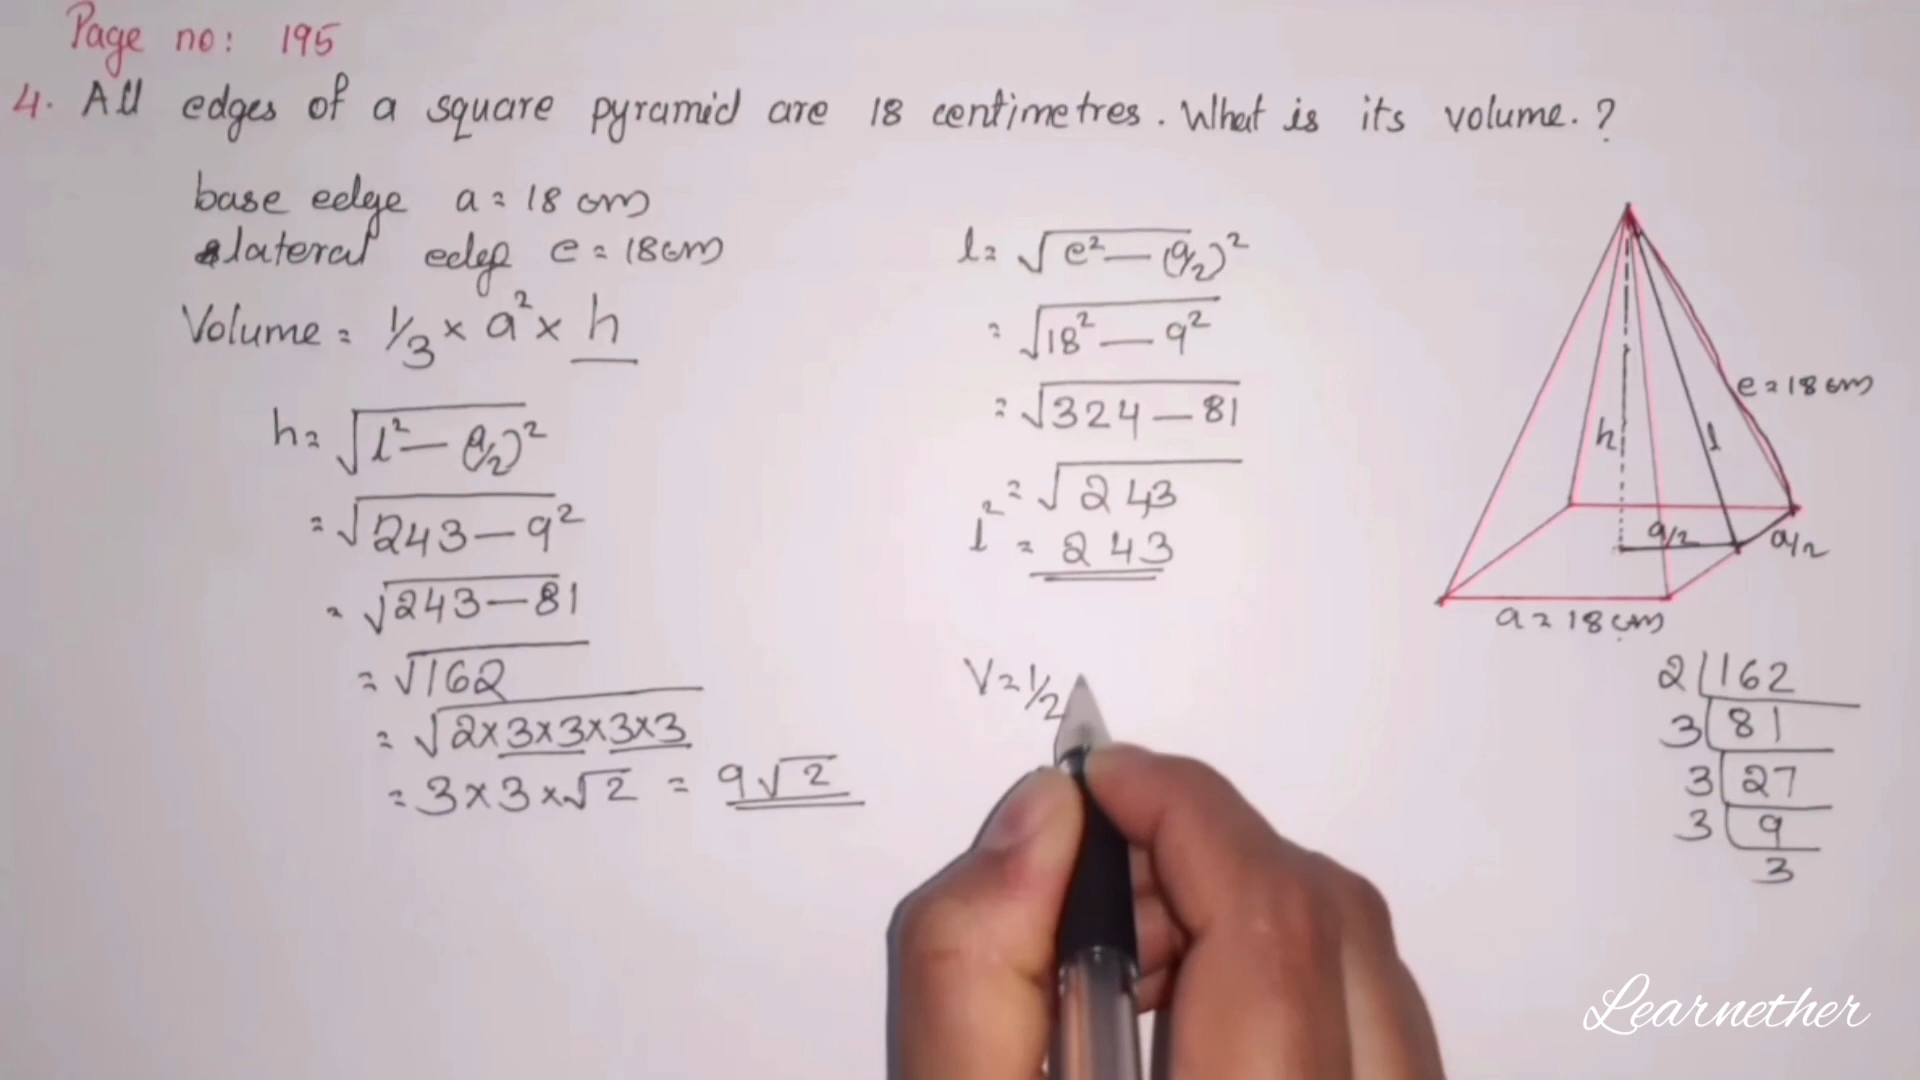 Page no: 195
4. All edges of a square pyramid are 18 centimetres. What is its volume.?
base edge a = 18 cm
lateral edge e = 18cm
Volume = 1/3 × a² × h
h = √l² − (a/2)²
= √243 − 9²
= √243 − 81
= √162
= √2×3×3×3×3
= 3×3×√2 = 9√2
l = √e² − (a/2)²
= √18² − 9²
= √324 − 81
= √243
l² = 243
V = 1/2
h
l
e = 18 cm
a/2
a/2
a = 18 cm
2 | 162
3 | 81
3 | 27
3 | 9
3
Learnether